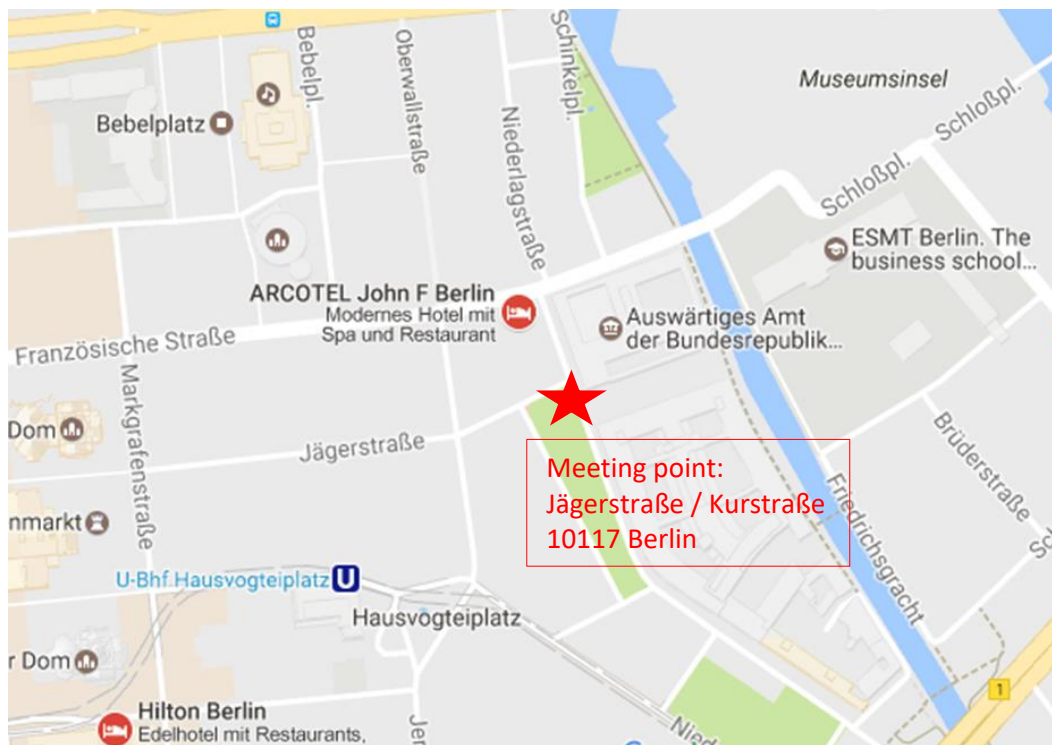 Museumsinsel
Schloßpl.
Schloßpl.
Bebelpl.
Oberwallstraße
Niederlagstraße
Schinkelpl.
Bebelplatz
ESMT Berlin. The
business school...
ARCOTEL John F Berlin
Modernes Hotel mit
Spa und Restaurant
Auswärtiges Amt
der Bundesrepublik...
Französische Straße
Markgrafenstraße
Dom
Jägerstraße
Brüderstraße
Meeting point:
Jägerstraße / Kurstraße
10117 Berlin
Friedrichsgracht
nmarkt
U-Bhf Hausvogteiplatz U
Hausvogteiplatz
r Dom
1
Hilton Berlin
Edelhotel mit Restaurants,